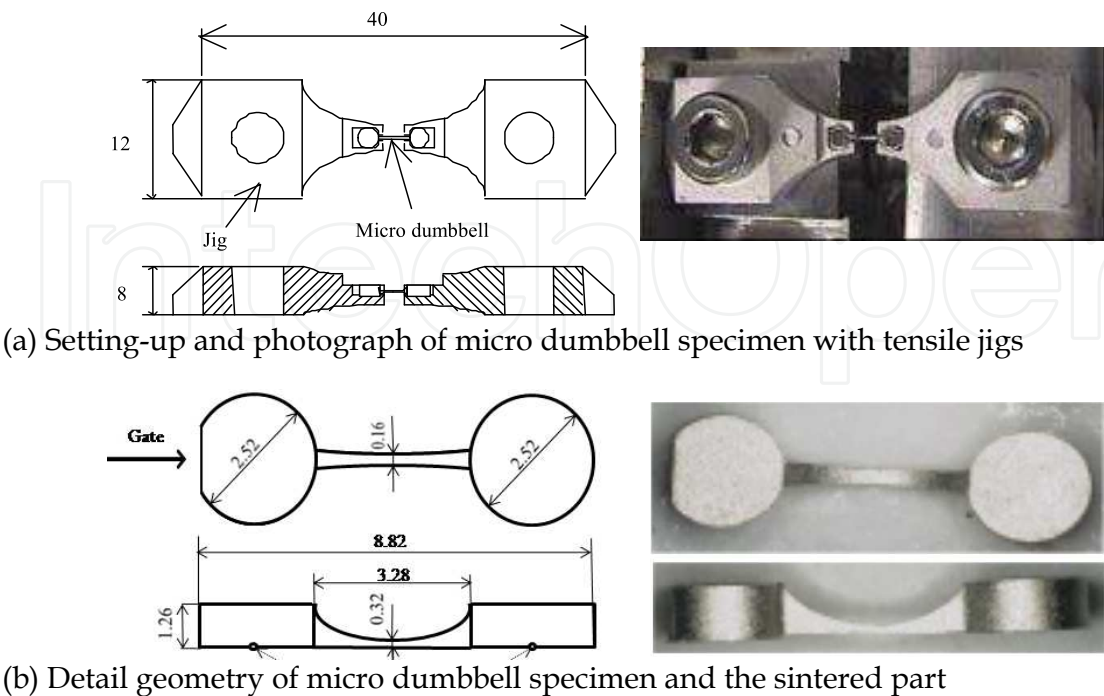 40
12
Jig
Micro dumbbell
8
IntechOpen
(a) Setting-up and photograph of micro dumbbell specimen with tensile jigs
Gate
2.52
0.16
2.52
8.82
3.28
1.26
0.32
(b) Detail geometry of micro dumbbell specimen and the sintered part